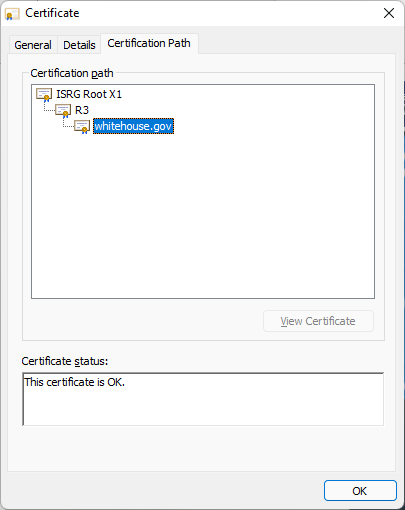 Certificate
General Details Certification Path
Certification path
ISRG Root X1
R3
whitehouse.gov
View Certificate
Certificate status:
This certificate is OK.
OK